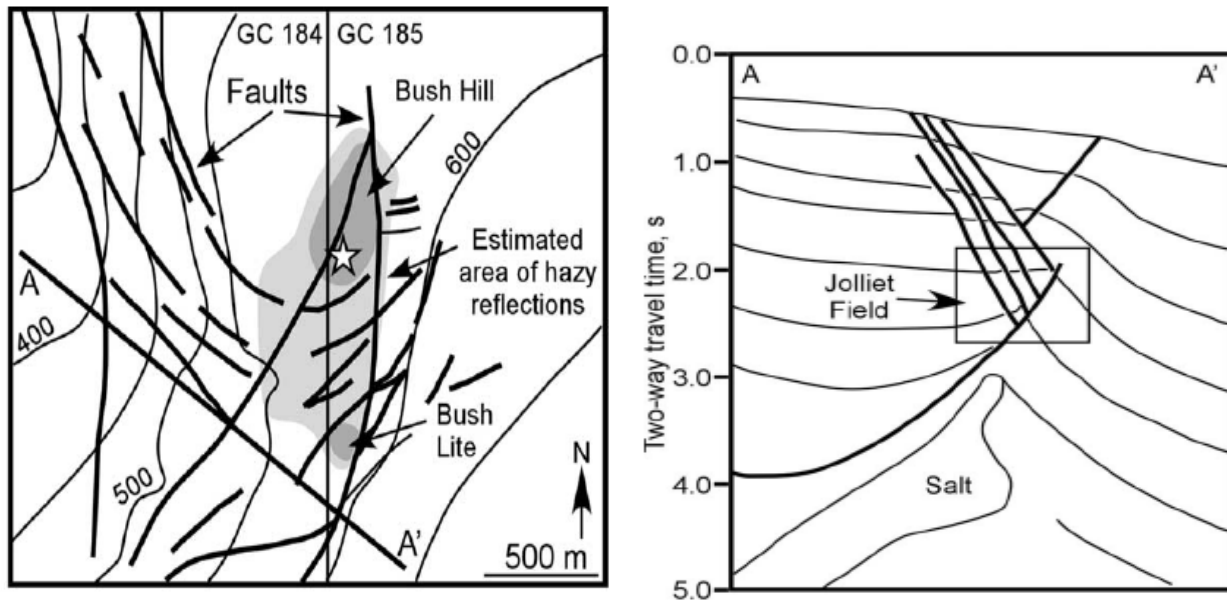 GC 184 GC 185
Faults
Bush Hill
600
Estimated
area of hazy
reflections
A
400
500
Bush
Lite
N
A'
500 m
A A'
Two-way travel time, s
0.0
1.0
2.0
3.0
4.0
5.0
Jolliet
Field
Salt